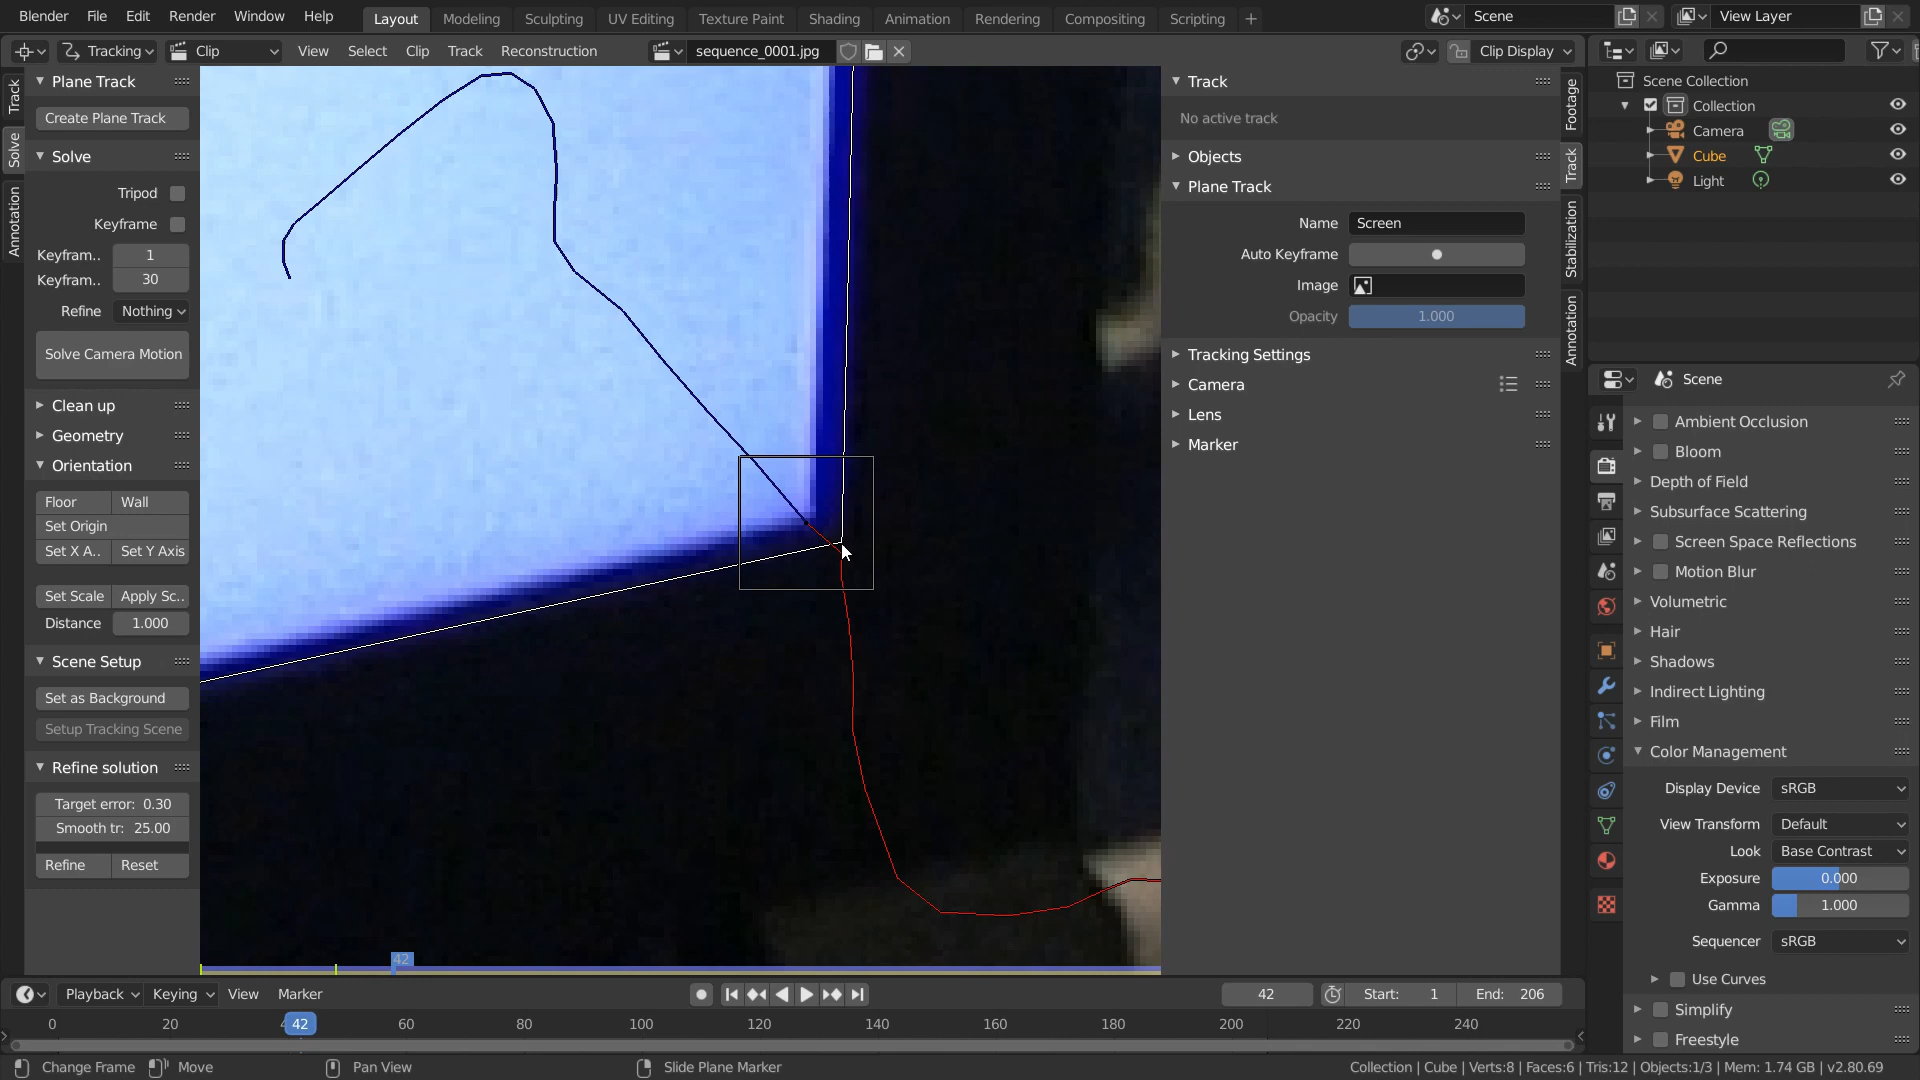 Blender File Edit Render Window Help Layout Modeling Sculpting UV Editing Texture Paint Shading Animation Rendering Compositing Scripting + Scene View Layer
Tracking Clip View Select Clip Track Reconstruction sequence_0001.jpg Clip Display
Track
Solve
Annotation
Plane Track
Create Plane Track
Solve
Tripod
Keyframe
Keyfram.. 1
Keyfram.. 30
Refine Nothing
Solve Camera Motion
Clean up
Geometry
Orientation
Floor Wall
Set Origin
Set X A.. Set Y Axis
Set Scale Apply Sc..
Distance 1.000
Scene Setup
Set as Background
Setup Tracking Scene
Refine solution
Target error: 0.30
Smooth tr: 25.00
Refine Reset
42
Track
No active track
Objects
Plane Track
Name Screen
Auto Keyframe
Image
Opacity 1.000
Tracking Settings
Camera
Lens
Marker
Footage
Track
Stabilization
Annotation
Scene Collection
Collection
Camera
Cube
Light
Scene
Ambient Occlusion
Bloom
Depth of Field
Subsurface Scattering
Screen Space Reflections
Motion Blur
Volumetric
Hair
Shadows
Indirect Lighting
Film
Color Management
Display Device sRGB
View Transform Default
Look Base Contrast
Exposure 0.000
Gamma 1.000
Sequencer sRGB
Use Curves
Simplify
Freestyle
Playback Keying View Marker 42 Start: 1 End: 206
0 20 42 60 80 100 120 140 160 180 200 220 240
Change Frame Move Pan View Slide Plane Marker Collection | Cube | Verts:8 | Faces:6 | Tris:12 | Objects:1/3 | Mem: 1.74 GB | v2.80.69